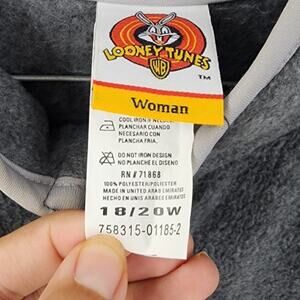 LOONEY TUNES
WB
TM
Woman
COOL IRON IF NEEDED
PLANCHAR CUANDO
NECESARIO CON
PLANCHA FRIA.
DO NOT IRON DESIGN
NO PLANCHE EL DISEÑO
RN# 71868
100% POLYESTER/POLIESTER
MADE IN UNITED ARAB EMIRATES
HECHO EN UNIS ARABES EMIRATES
18/20W
758315-01185-2